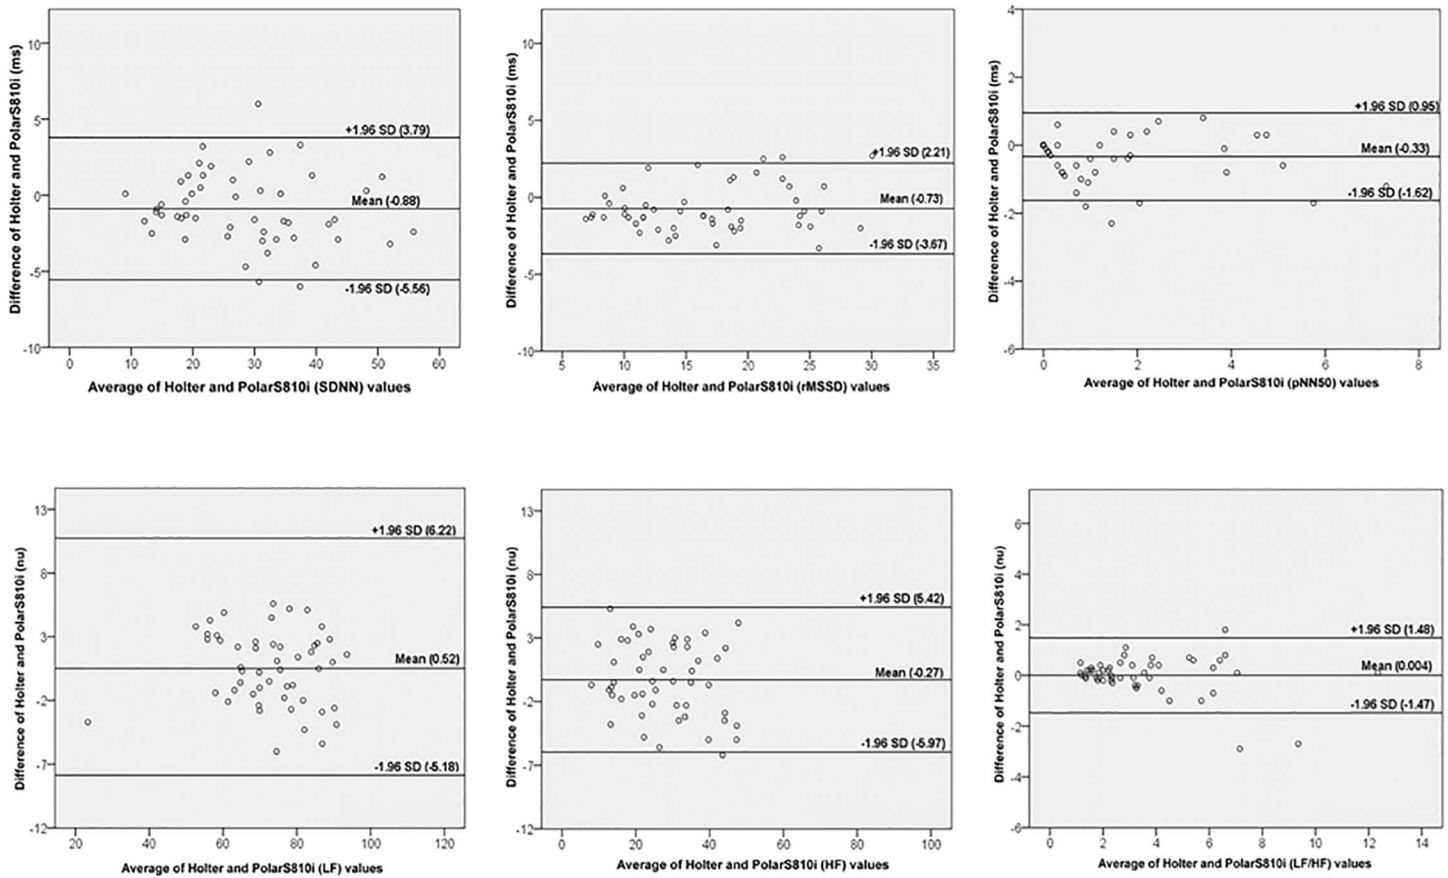 Difference of Holter and PolarS810i (ms)
10
5
0
-5
-10
+1.96 SD (3.79)
Mean (-0.88)
-1.96 SD (-5.56)
0 10 20 30 40 50 60
Average of Holter and PolarS810i (SDNN) values
Difference of Holter and PolarS810i (ms)
10
5
0
-5
-10
+1.96 SD (2.21)
Mean (-0.73)
-1.96 SD (-3.67)
5 10 15 20 25 30 35
Average of Holter and PolarS810i (rMSSD) values
Difference of Holter and PolarS810i (ms)
4
2
0
-2
-4
-6
+1.96 SD (0.95)
Mean (-0.33)
-1.96 SD (-1.62)
0 2 4 6 8
Average of Holter and PolarS810i (pNN50) values
Difference of Holter and PolarS810i (nu)
13
8
3
-2
-7
-12
+1.96 SD (6.22)
Mean (0.52)
-1.96 SD (-5.18)
20 40 60 80 100 120
Average of Holter and PolarS810i (LF) values
Difference of Holter and PolarS810i (nu)
13
8
3
-2
-7
-12
+1.96 SD (5.42)
Mean (-0.27)
-1.96 SD (-5.97)
0 20 40 60 80 100
Average of Holter and PolarS810i (HF) values
Difference of Holter and PolarS810i (nu)
6
4
2
0
-2
-4
-6
+1.96 SD (1.48)
Mean (0.004)
-1.96 SD (-1.47)
0 2 4 6 8 10 12 14
Average of Holter and PolarS810i (LF/HF) values